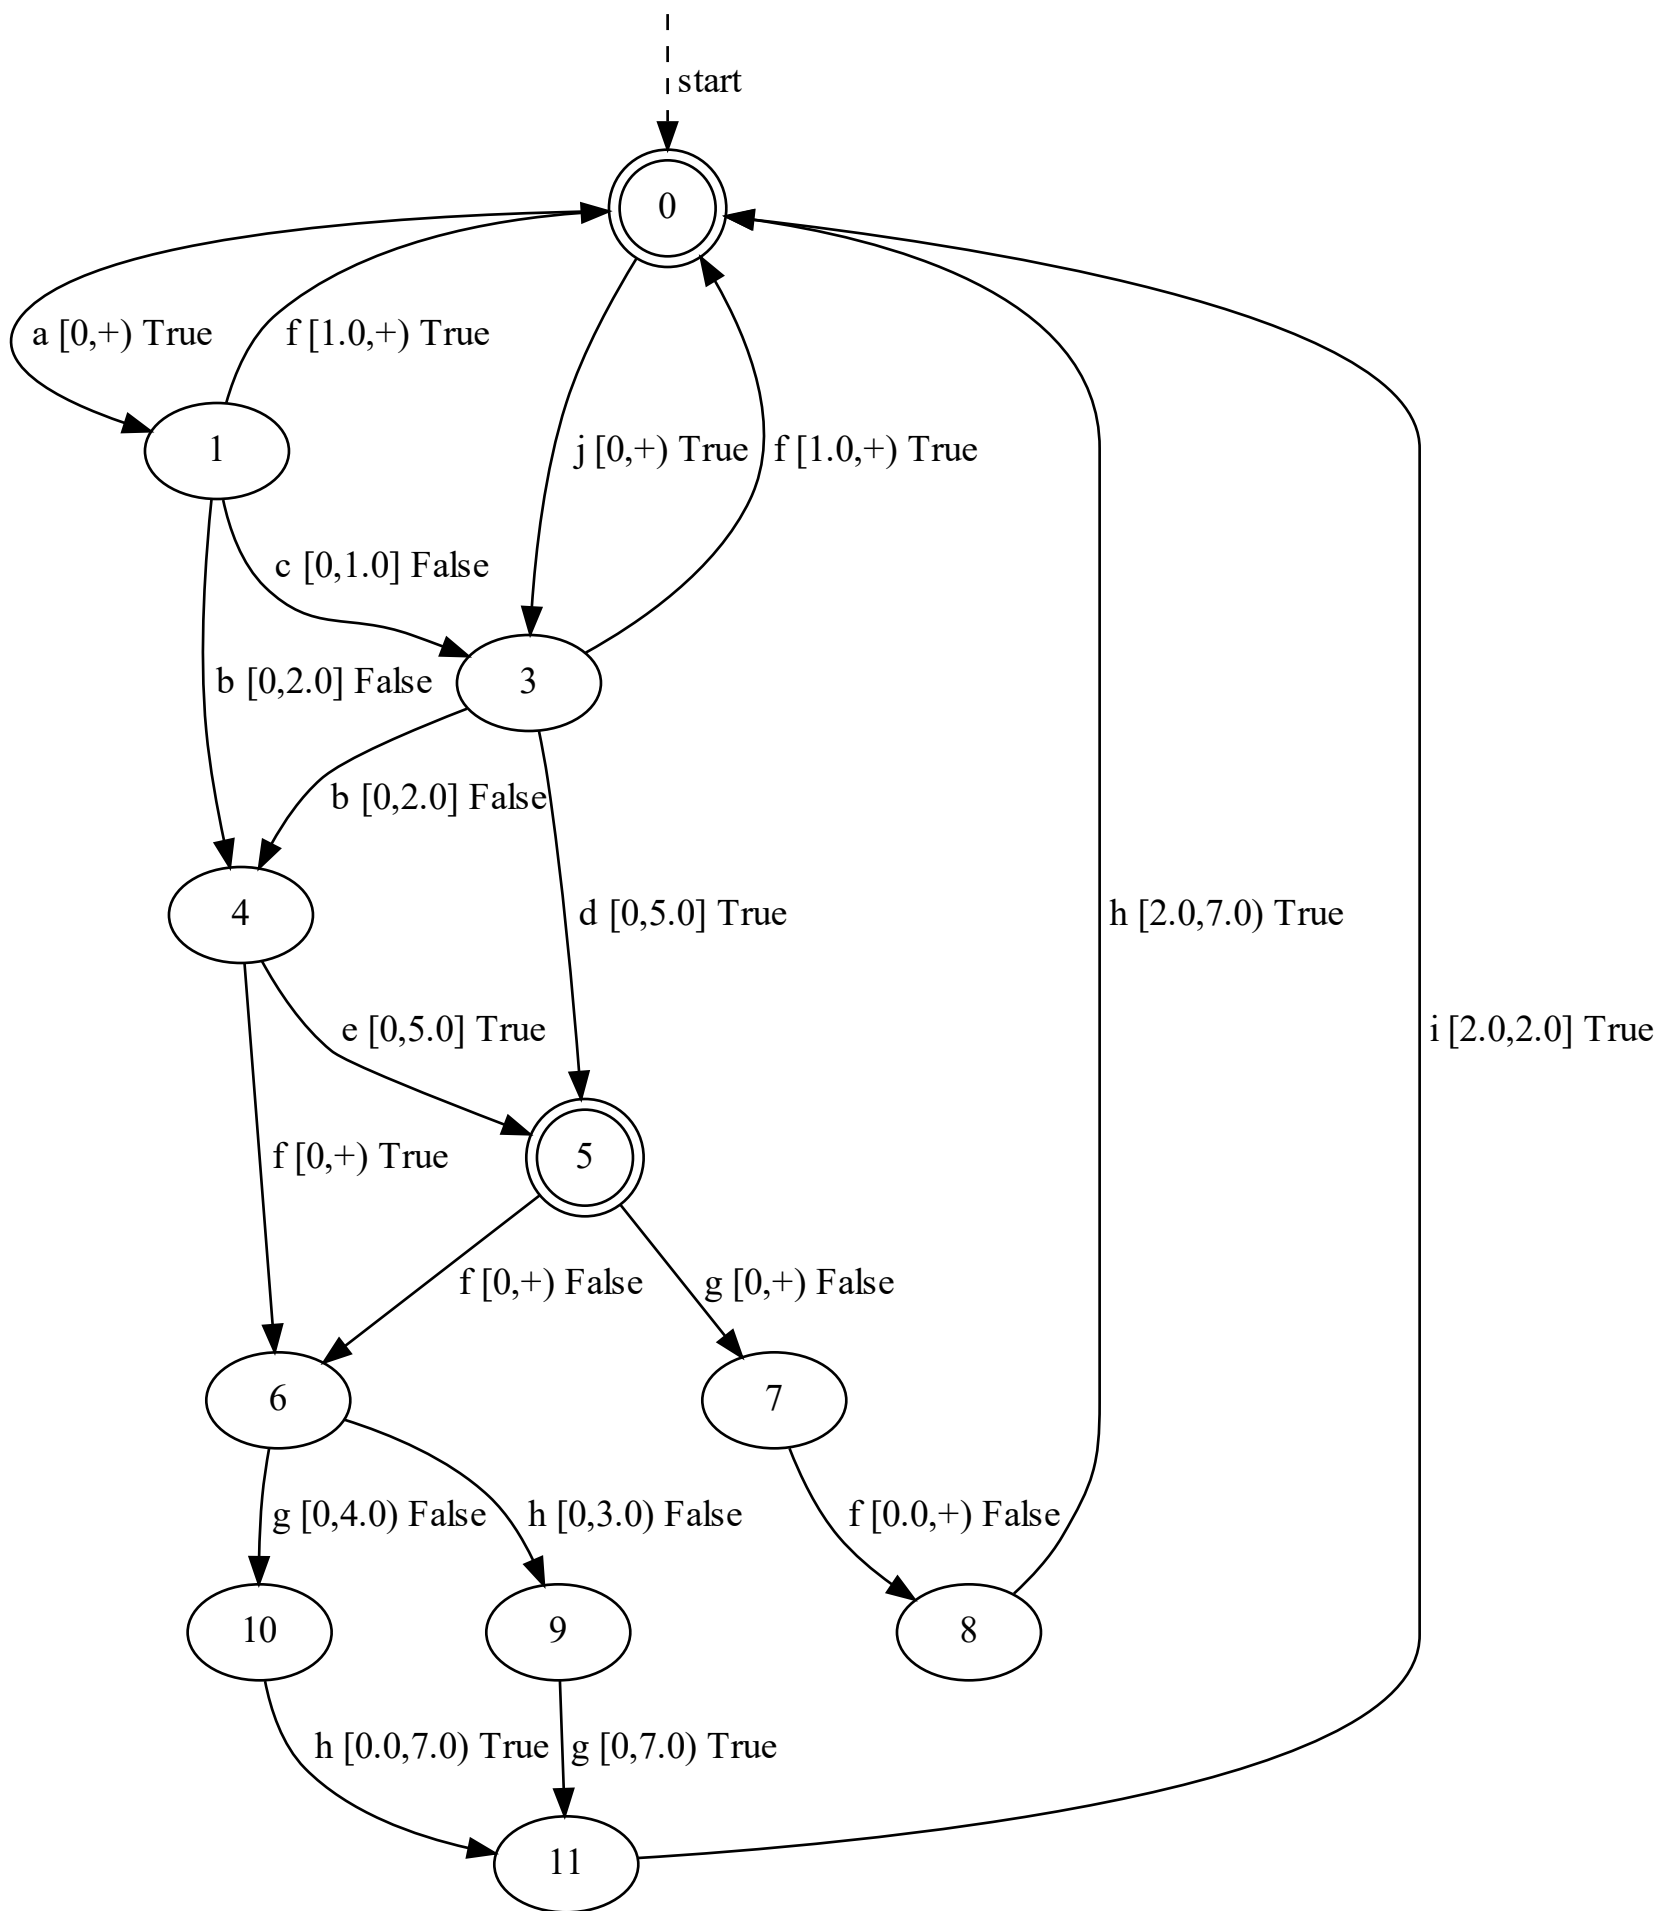 start
0
a [0,+) True
f [1.0,+) True
1
j [0,+) True
f [1.0,+) True
c [0,1.0] False
b [0,2.0] False
3
b [0,2.0] False
4
d [0,5.0] True
h [2.0,7.0) True
e [0,5.0] True
i [2.0,2.0] True
f [0,+) True
5
f [0,+) False
g [0,+) False
6
7
g [0,4.0) False
h [0,3.0) False
f [0.0,+) False
10
9
8
h [0.0,7.0) True
g [0,7.0) True
11